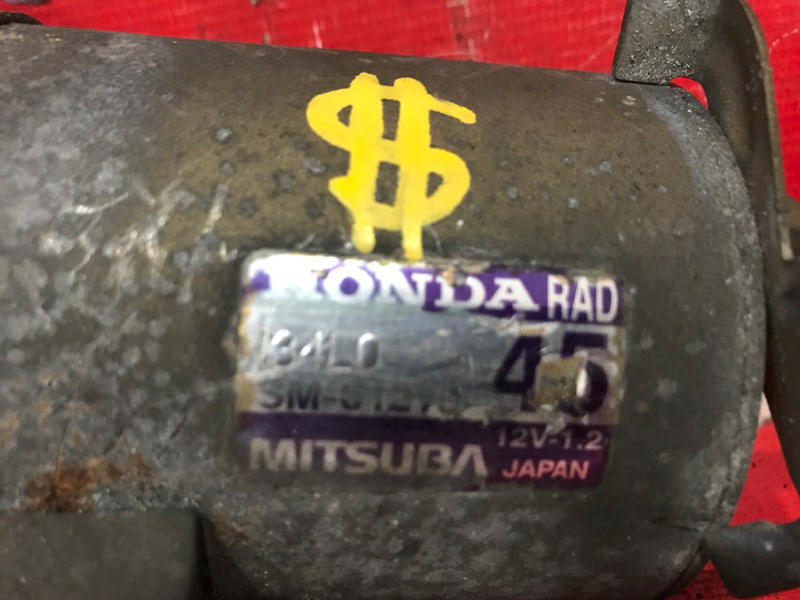 $
HONDA RAD
45
12V-1.2
MITSUBA JAPAN